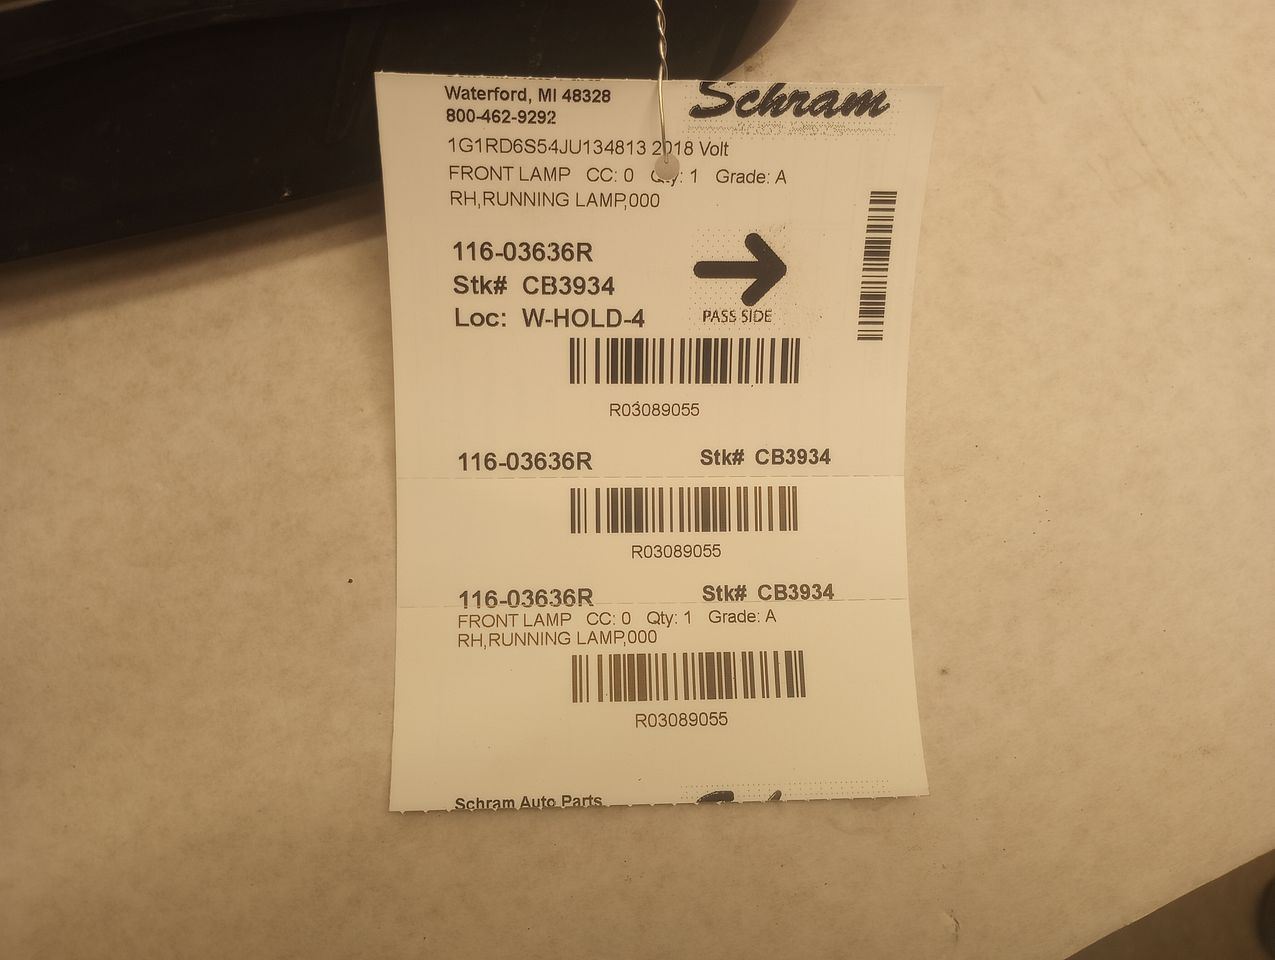 Waterford, MI 48328
800-462-9292
Schram
1G1RD6S54JU134813 2018 Volt
FRONT LAMP CC: 0 Qty: 1 Grade: A
RH,RUNNING LAMP,000
116-03636R
Stk# CB3934
Loc: W-HOLD-4
PASS SIDE
R03089055
116-03636R Stk# CB3934
R03089055
116-03636R Stk# CB3934
FRONT LAMP CC: 0 Qty: 1 Grade: A
RH,RUNNING LAMP,000
R03089055
Schram Auto Parts